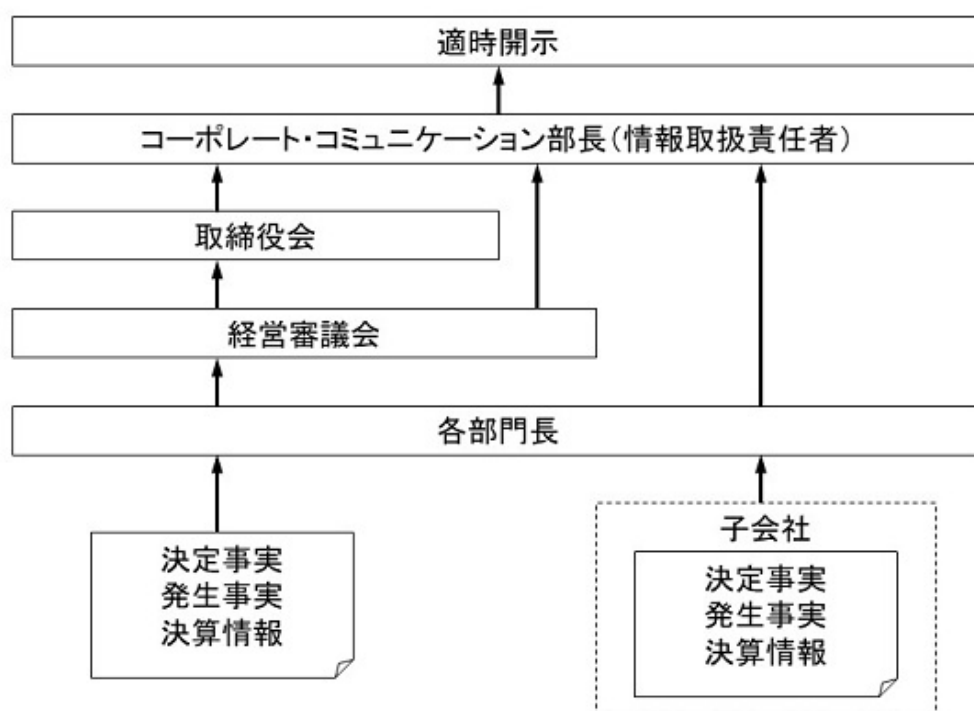 適時開示
コーポレート・コミュニケーション部長(情報取扱責任者)
取締役会
経営審議会
各部門長
決定事実
発生事実
決算情報
子会社
決定事実
発生事実
決算情報